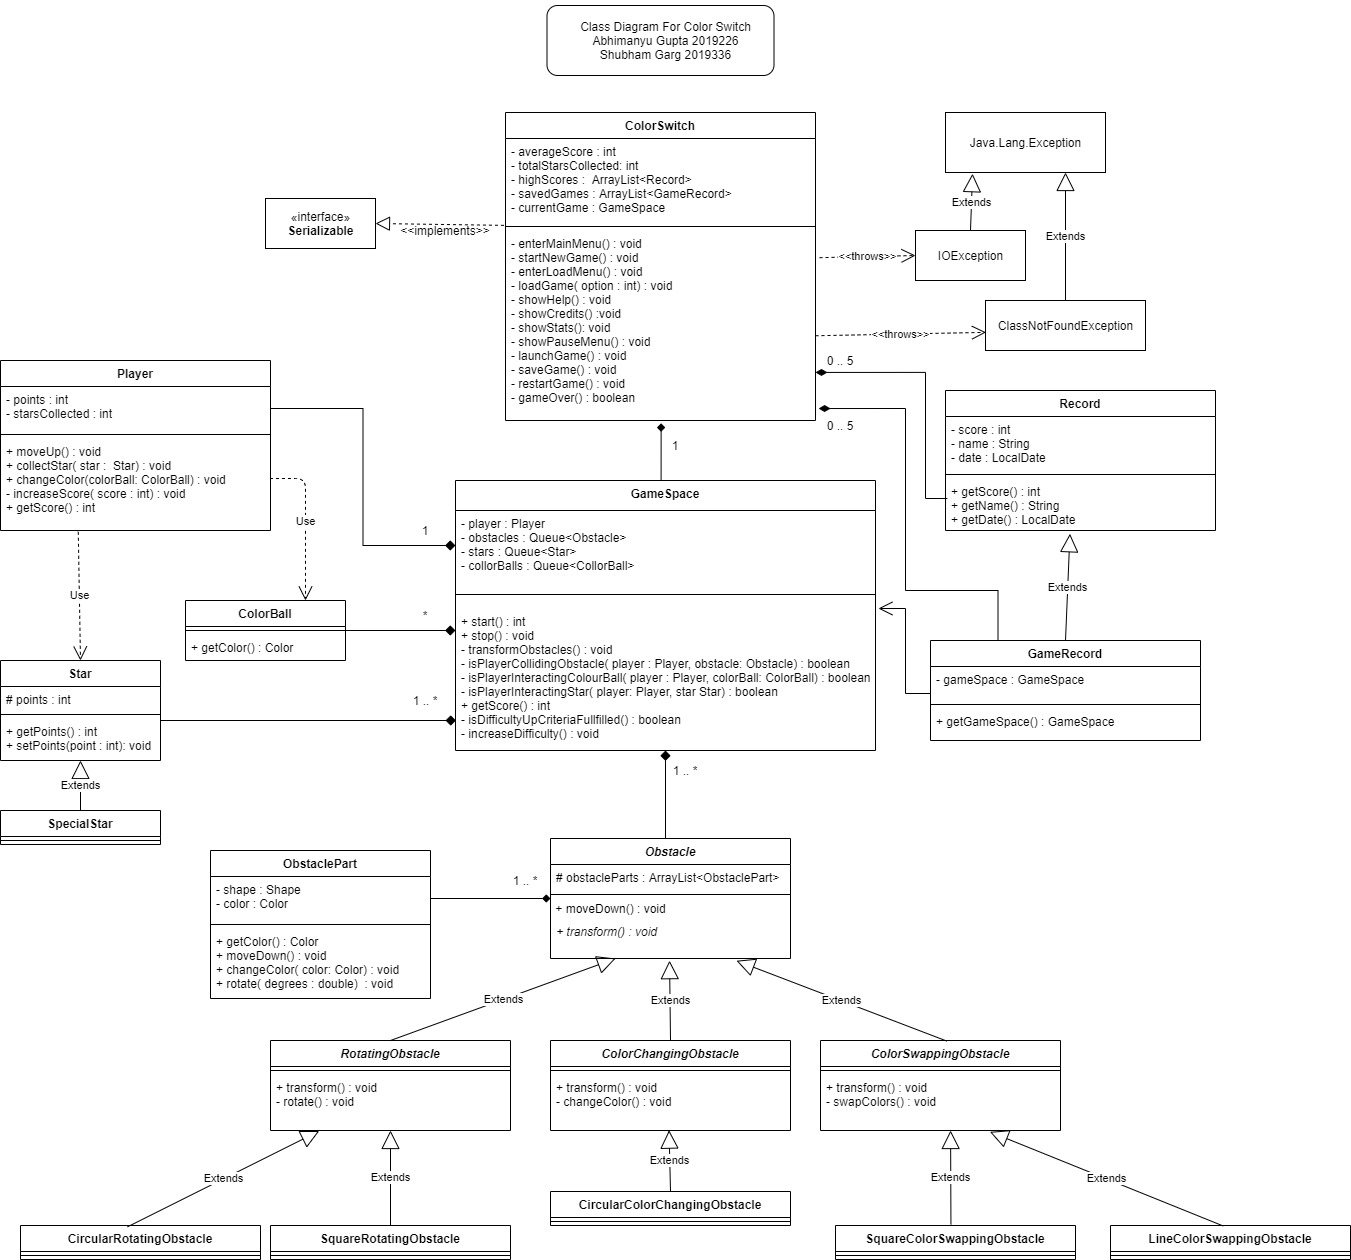 Class Diagram For Color Switch
Abhimanyu Gupta 2019226
Shubham Garg 2019336
ColorSwitch
- averageScore : int
- totalStarsCollected: int
- highScores :  ArrayList<Record>
- savedGames : ArrayList<GameRecord>
- currentGame : GameSpace
- enterMainMenu() : void
- startNewGame() : void
- enterLoadMenu() : void
- loadGame( option : int) : void
- showHelp() : void
- showCredits() :void
- showStats(): void
- showPauseMenu() : void
- launchGame() : void
- saveGame() : void
- restartGame() : void
- gameOver() : boolean
«interface»
Serializable
<<implements>>
Java.Lang.Exception
Extends
IOException
Extends
<<throws>>
ClassNotFoundException
<<throws>>
0 .. 5
0 .. 5
1
Record
- score : int
- name : String
- date : LocalDate
+ getScore() : int
+ getName() : String
+ getDate() : LocalDate
Extends
GameRecord
- gameSpace : GameSpace
+ getGameSpace() : GameSpace
Player
- points : int
- starsCollected : int
+ moveUp() : void
+ collectStar( star :  Star) : void
+ changeColor(colorBall: ColorBall) : void
- increaseScore( score : int) : void
+ getScore() : int
Use
Use
1
*
1 .. *
ColorBall
+ getColor() : Color
Star
# points : int
+ getPoints() : int
+ setPoints(point : int): void
Extends
SpecialStar
GameSpace
- player : Player
- obstacles : Queue<Obstacle>
- stars : Queue<Star>
- collorBalls : Queue<CollorBall>
+ start() : int
+ stop() : void
- transformObstacles() : void
- isPlayerCollidingObstacle( player : Player, obstacle: Obstacle) : boolean
- isPlayerInteractingColourBall( player : Player, colorBall: ColorBall) : boolean
- isPlayerInteractingStar( player: Player, star Star) : boolean
+ getScore() : int
- isDifficultyUpCriteriaFullfilled() : boolean
- increaseDifficulty() : void
1 .. *
Obstacle
# obstacleParts : ArrayList<ObstaclePart>
+ moveDown() : void
+ transform() : void
1 .. *
ObstaclePart
- shape : Shape
- color : Color
+ getColor() : Color
+ moveDown() : void
+ changeColor( color: Color) : void
+ rotate( degrees : double)  : void
Extends
Extends
Extends
RotatingObstacle
+ transform() : void
- rotate() : void
ColorChangingObstacle
+ transform() : void
- changeColor() : void
ColorSwappingObstacle
+ transform() : void
- swapColors() : void
Extends
Extends
Extends
Extends
Extends
CircularRotatingObstacle
SquareRotatingObstacle
CircularColorChangingObstacle
SquareColorSwappingObstacle
LineColorSwappingObstacle